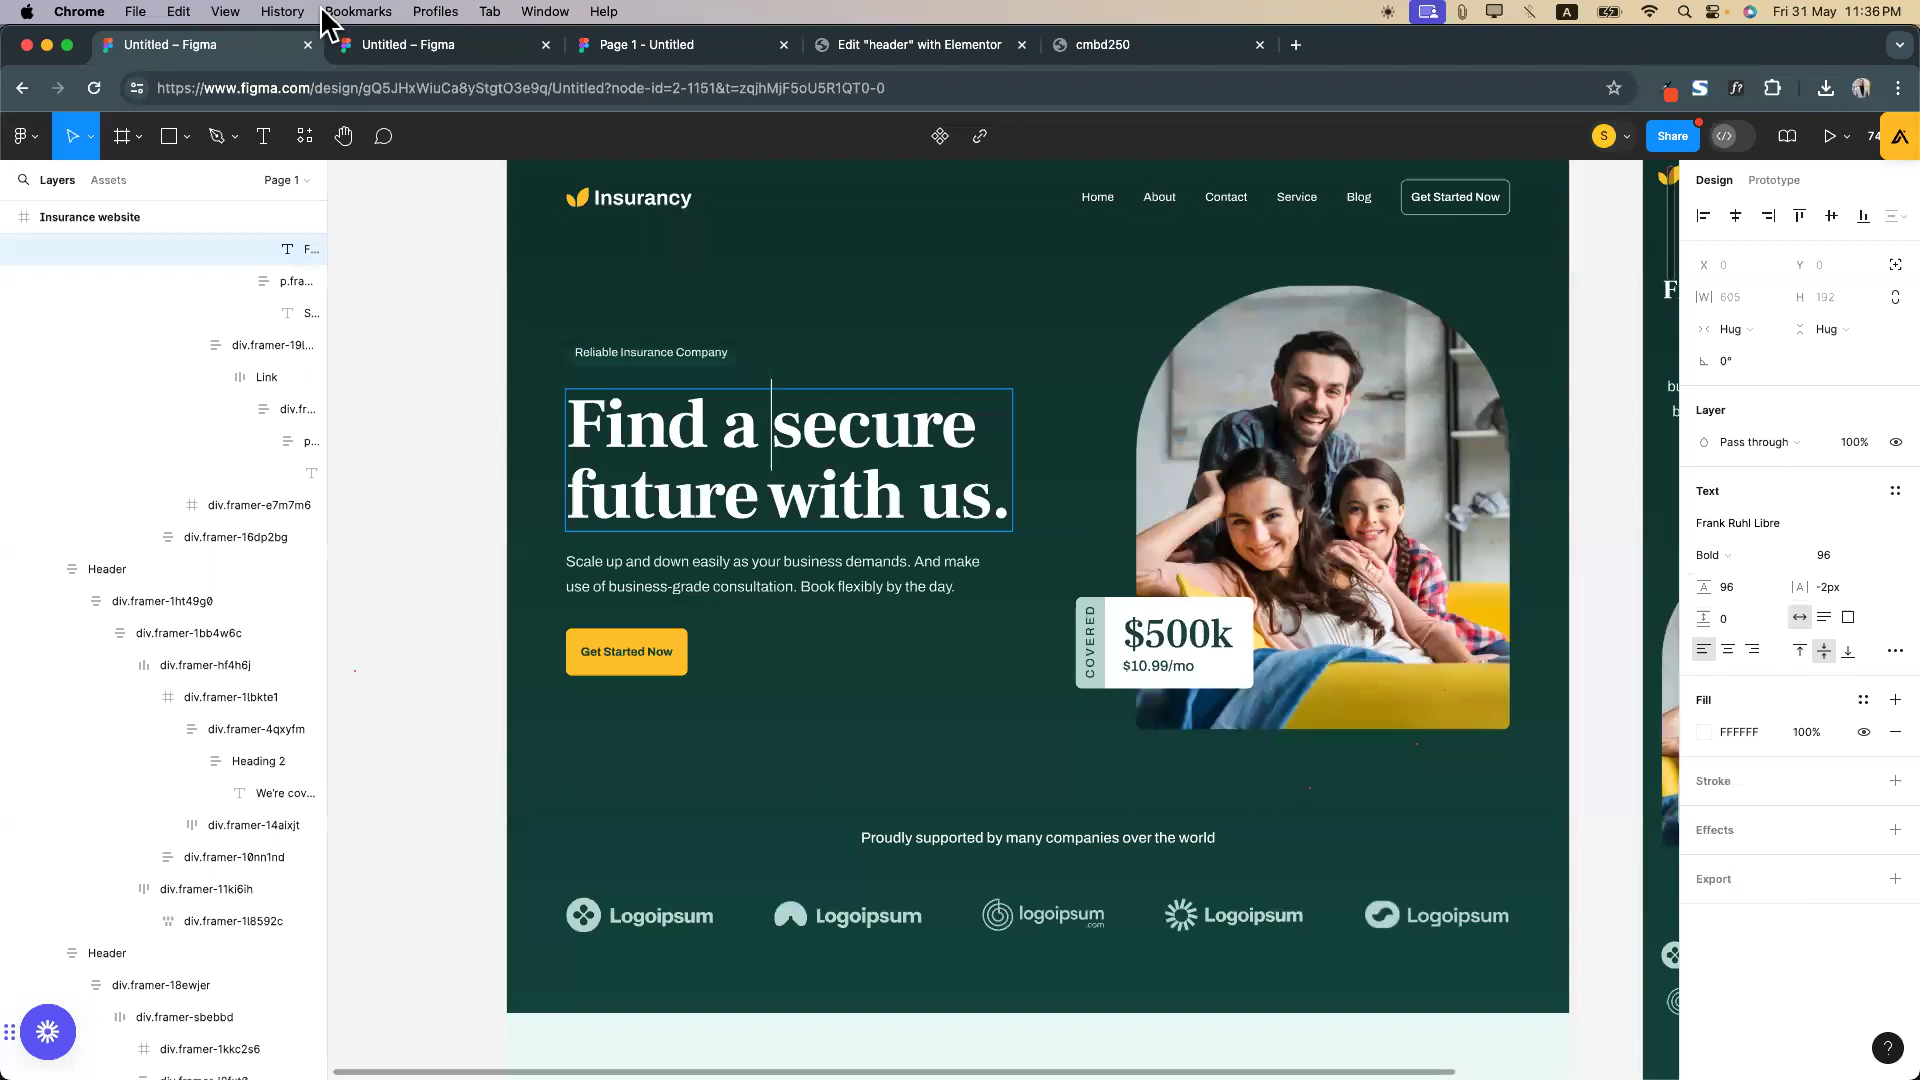 Chrome File Edit View History Bookmarks Profiles Tab Window Help A Fri 31 May 11:36 PM
Untitled – Figma Untitled – Figma Page 1 - Untitled Edit "header" with Elementor cmbd250
https://www.figma.com/design/gQ5JHxWiuCa8yStgtO3e9q/Untitled?node-id=2-1151&t=zqjhMjF5oU5R1QT0-0
S Share
Layers Assets Page 1
Insurance website
F...
p.fra...
S...
div.framer-19l...
Link
div.fr...
p...
div.framer-e7m7m6
div.framer-16dp2bg
Header
div.framer-1ht49g0
div.framer-1bb4w6c
div.framer-hf4h6j
div.framer-1lbkte1
div.framer-4qxyfm
Heading 2
We're cov...
div.framer-14aixjt
div.framer-10nn1nd
div.framer-11ki6ih
div.framer-1l8592c
Header
div.framer-18ewjer
div.framer-sbebbd
div.framer-1kkc2s6
Insurancy Home About Contact Service Blog Get Started Now
Reliable Insurance Company
Find a secure
future with us.
Scale up and down easily as your business demands. And make
use of business-grade consultation. Book flexibly by the day.
Get Started Now
COVERED
$500k
$10.99/mo
Proudly supported by many companies over the world
Logoipsum Logoipsum logoipsum.com Logoipsum Logoipsum
Design Prototype
X 0 Y 0
W 605 H 192
Hug Hug
0°
Layer
Pass through 100%
Text
Frank Ruhl Libre
Bold 96
96 -2px
0
Fill
FFFFFF 100%
Stroke
Effects
Export
?